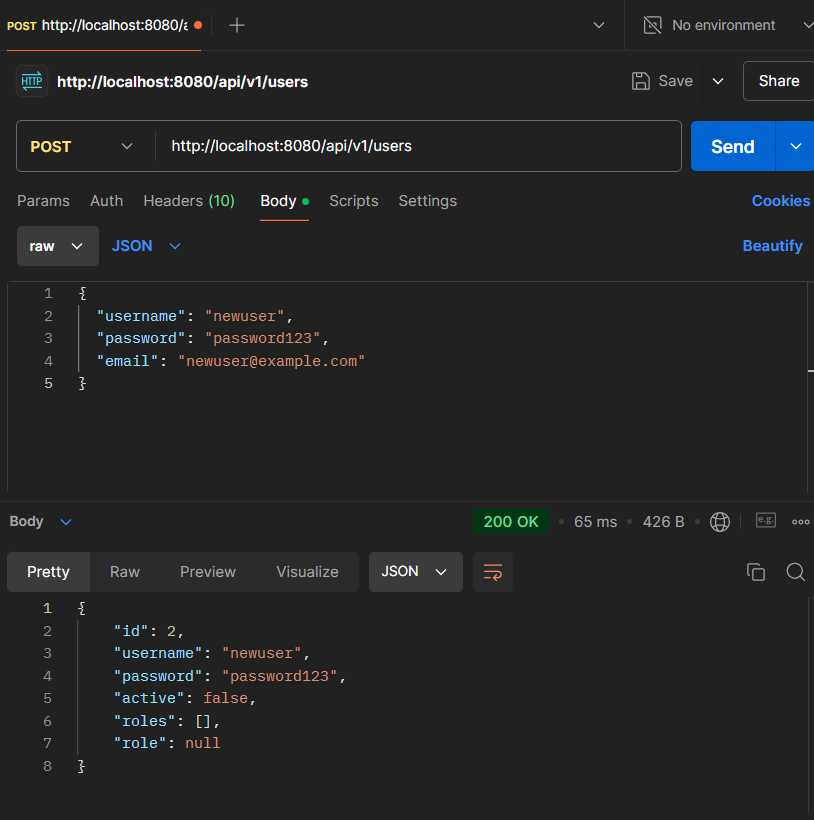 POST http://localhost:8080/a
No environment
HTTP http://localhost:8080/api/v1/users
Save
Share
POST
http://localhost:8080/api/v1/users
Send
Params Auth Headers (10) Body Scripts Settings Cookies
raw JSON Beautify
1 {
2 "username": "newuser",
3 "password": "password123",
4 "email": "newuser@example.com"
5 }
Body 200 OK • 65 ms • 426 B • e.g.
Pretty Raw Preview Visualize JSON
1 {
2 "id": 2,
3 "username": "newuser",
4 "password": "password123",
5 "active": false,
6 "roles": [],
7 "role": null
8 }